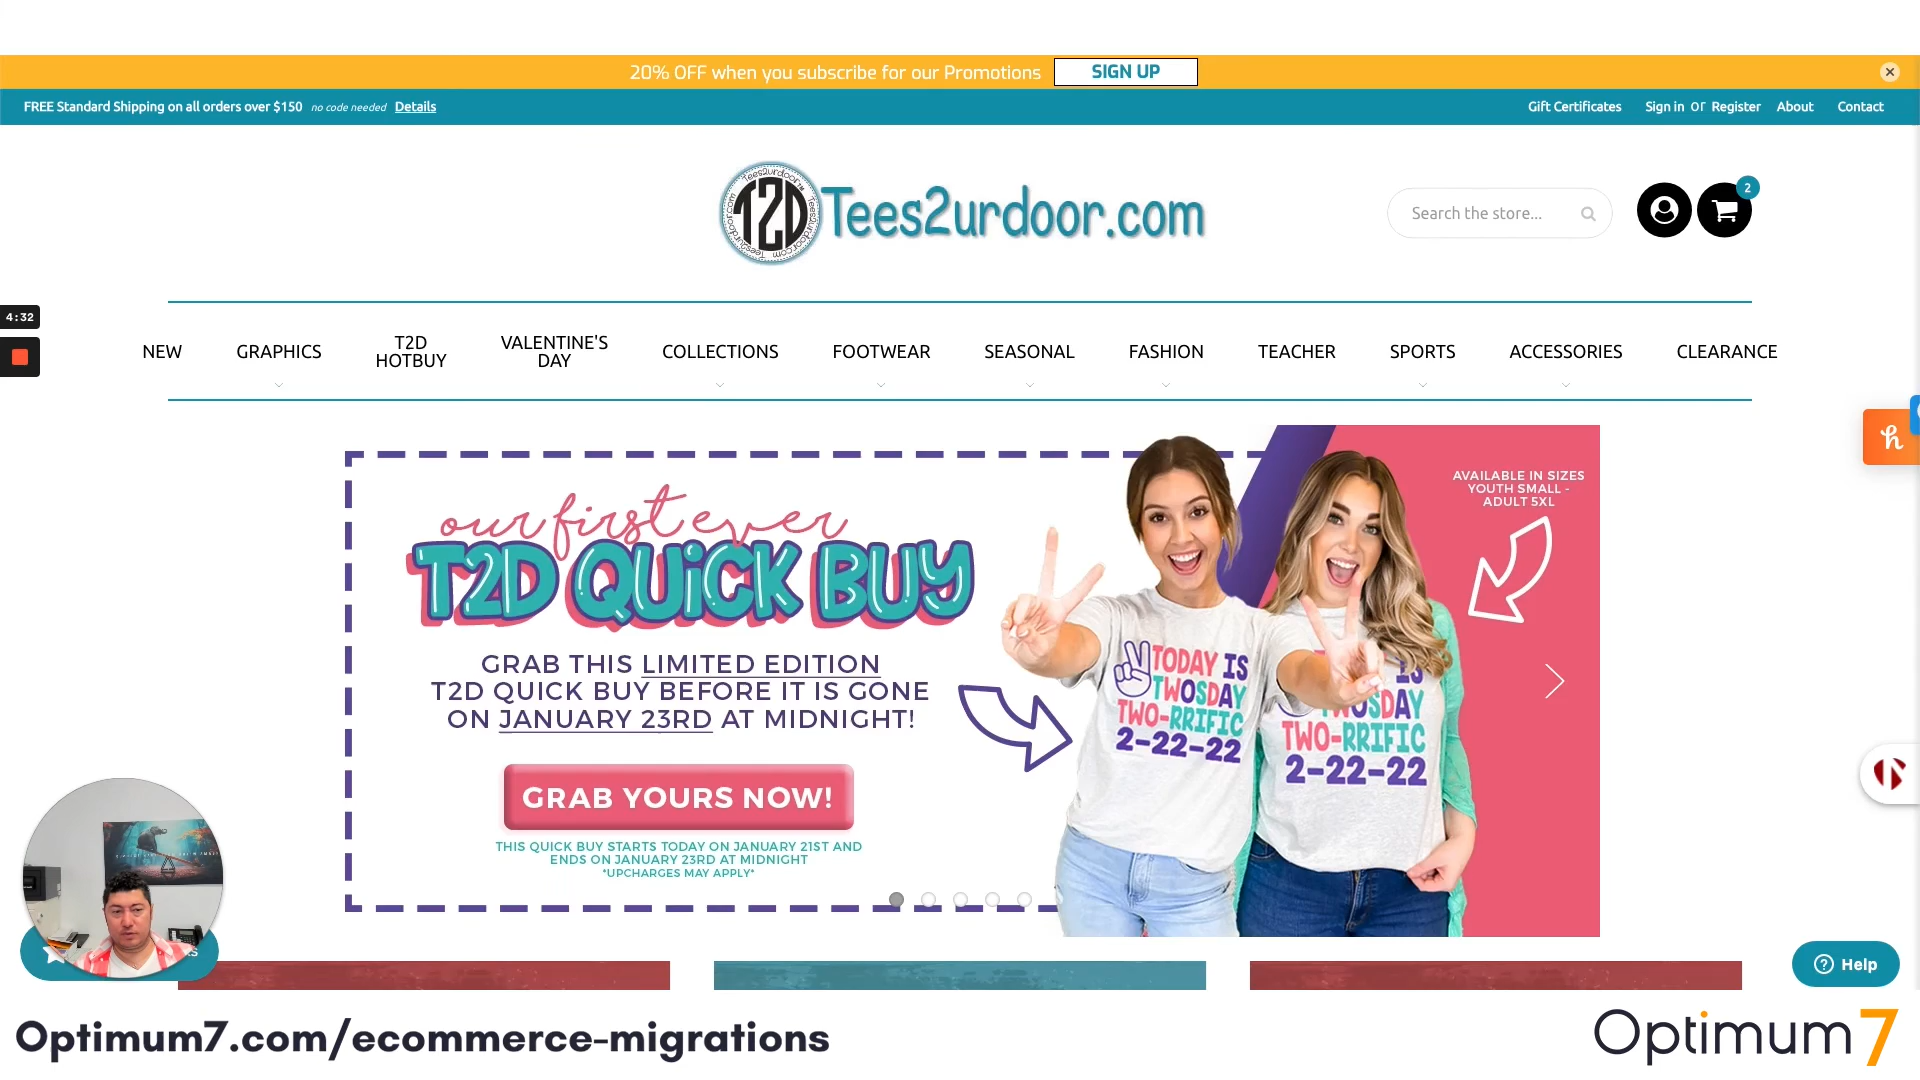 20% OFF when you subscribe for our Promotions SIGN UP
FREE Standard Shipping on all orders over $150 no code needed Details
Gift Certificates Sign in or Register About Contact
T2D
Tees2urdoor.com
Search the store...
2
4:32
NEW GRAPHICS T2D HOTBUY VALENTINE'S DAY COLLECTIONS FOOTWEAR SEASONAL FASHION TEACHER SPORTS ACCESSORIES CLEARANCE
our first ever
T2D QUICK BUY
GRAB THIS LIMITED EDITION
T2D QUICK BUY BEFORE IT IS GONE
ON JANUARY 23RD AT MIDNIGHT!
GRAB YOURS NOW!
THIS QUICK BUY STARTS TODAY ON JANUARY 21ST AND
ENDS ON JANUARY 23RD AT MIDNIGHT
*UPCHARGES MAY APPLY*
AVAILABLE IN SIZES
YOUTH SMALL -
ADULT 5XL
TODAY IS
TWOSDAY
TWO-RRIFIC
2-22-22
IS
TWOSDAY
TWO-RRIFIC
2-22-22
Help
Optimum7.com/ecommerce-migrations
Optimum7